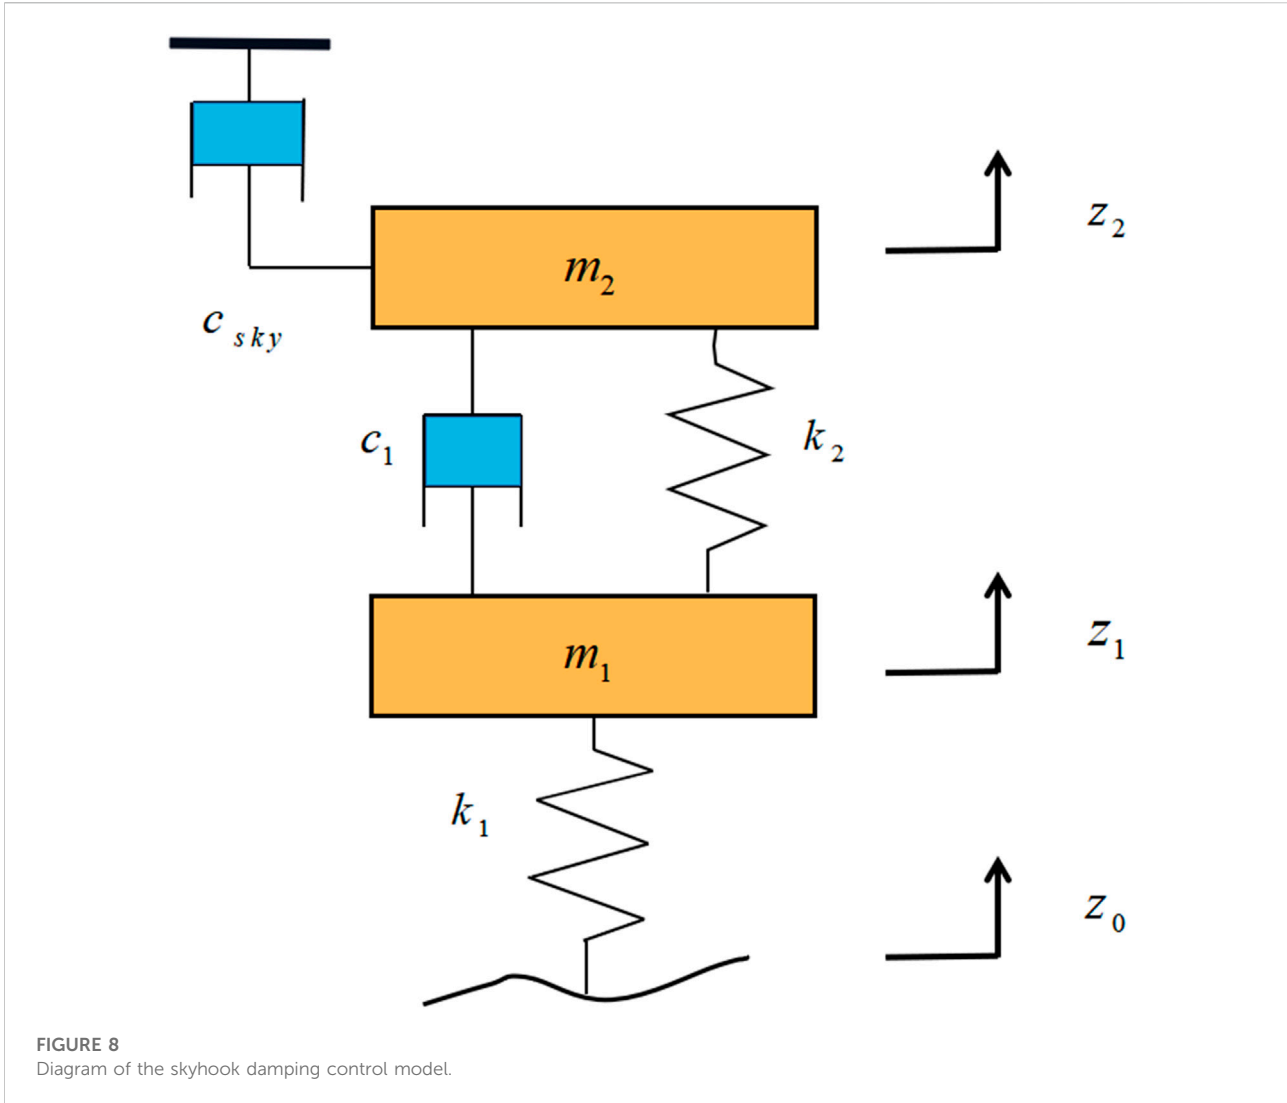 m₂
z₂
c sky
c₁
k₂
m₁
z₁
k₁
z₀
FIGURE 8
Diagram of the skyhook damping control model.